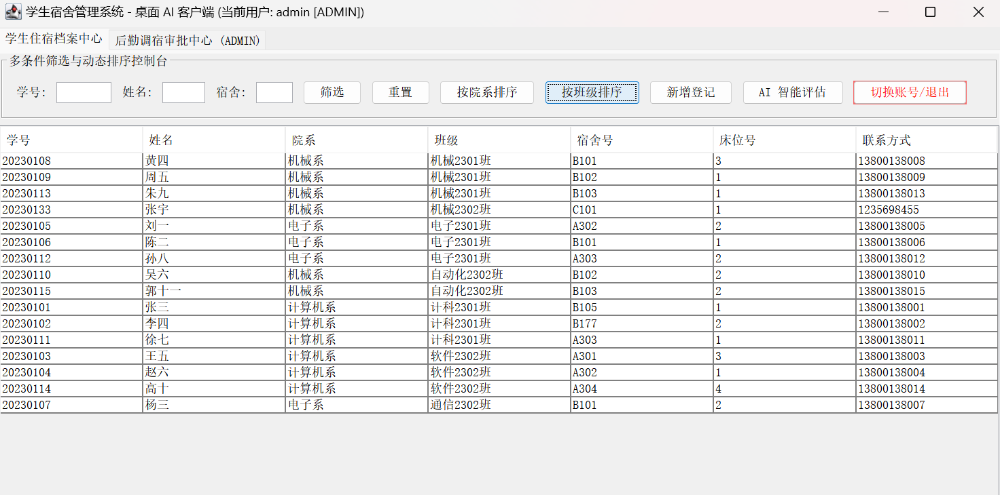 学生宿舍管理系统 - 桌面 AI 客户端 (当前用户: admin [ADMIN])
学生住宿档案中心 后勤调宿审批中心 (ADMIN)
多条件筛选与动态排序控制台
学号: 姓名: 宿舍: 筛选 重置 按院系排序 按班级排序 新增登记 AI 智能评估 切换账号/退出
学号 姓名 院系 班级 宿舍号 床位号 联系方式
20230108 黄四 机械系 机械2301班 B101 3 13800138008
20230109 周五 机械系 机械2301班 B102 1 13800138009
20230113 朱九 机械系 机械2301班 B103 1 13800138013
20230133 张宇 机械系 机械2302班 C101 1 1235698455
20230105 刘一 电子系 电子2301班 A302 2 13800138005
20230106 陈二 电子系 电子2301班 B101 1 13800138006
20230112 孙八 电子系 电子2301班 A303 2 13800138012
20230110 吴六 机械系 自动化2302班 B102 2 13800138010
20230115 郭十一 机械系 自动化2302班 B103 2 13800138015
20230101 张三 计算机系 计科2301班 B105 1 13800138001
20230102 李四 计算机系 计科2301班 B177 2 13800138002
20230111 徐七 计算机系 计科2301班 A303 1 13800138011
20230103 王五 计算机系 软件2302班 A301 3 13800138003
20230104 赵六 计算机系 软件2302班 A302 1 13800138004
20230114 高十 计算机系 软件2302班 A304 4 13800138014
20230107 杨三 电子系 通信2302班 B101 2 13800138007